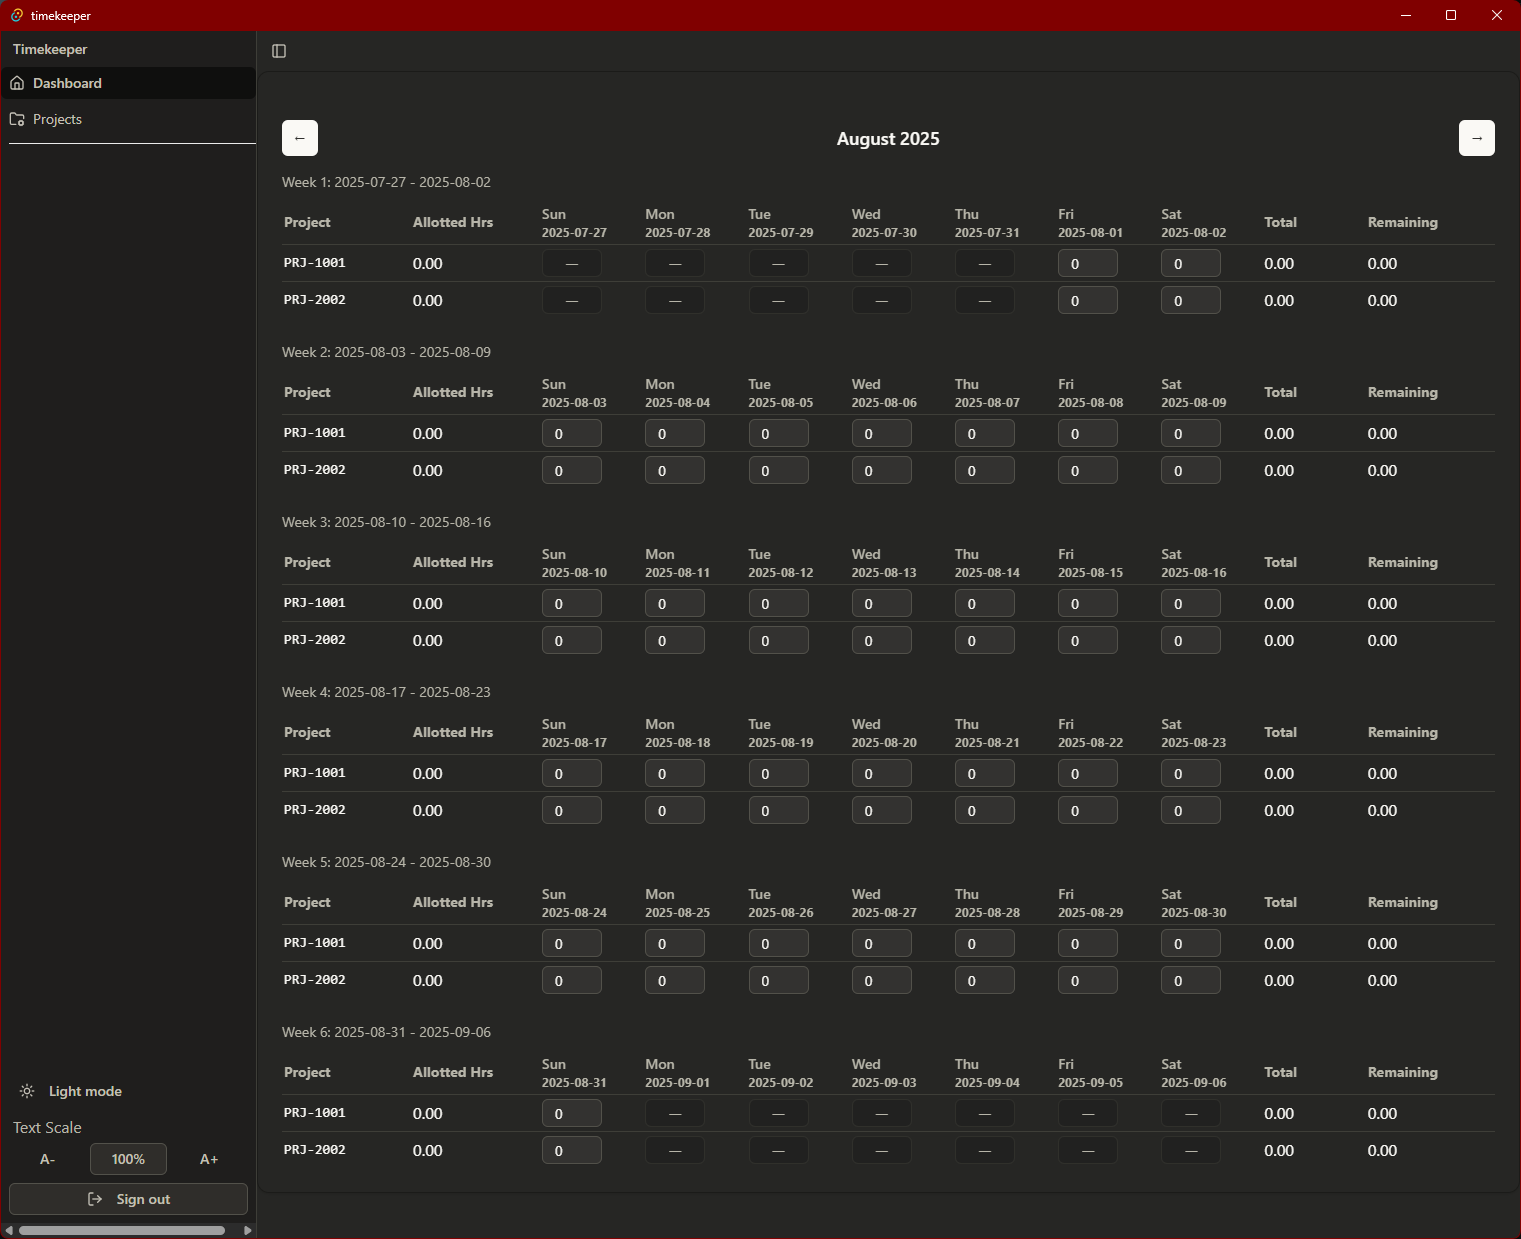 timekeeper
Timekeeper
Dashboard
Projects
Light mode
Text Scale
A- 100% A+
Sign out
← August 2025 →
Week 1: 2025-07-27 - 2025-08-02
Project Allotted Hrs Sun Mon Tue Wed Thu Fri Sat Total Remaining
2025-07-27 2025-07-28 2025-07-29 2025-07-30 2025-07-31 2025-08-01 2025-08-02
PRJ-1001 0.00 — — — — — 0 0 0.00 0.00
PRJ-2002 0.00 — — — — — 0 0 0.00 0.00
Week 2: 2025-08-03 - 2025-08-09
Project Allotted Hrs Sun Mon Tue Wed Thu Fri Sat Total Remaining
2025-08-03 2025-08-04 2025-08-05 2025-08-06 2025-08-07 2025-08-08 2025-08-09
PRJ-1001 0.00 0 0 0 0 0 0 0 0.00 0.00
PRJ-2002 0.00 0 0 0 0 0 0 0 0.00 0.00
Week 3: 2025-08-10 - 2025-08-16
Project Allotted Hrs Sun Mon Tue Wed Thu Fri Sat Total Remaining
2025-08-10 2025-08-11 2025-08-12 2025-08-13 2025-08-14 2025-08-15 2025-08-16
PRJ-1001 0.00 0 0 0 0 0 0 0 0.00 0.00
PRJ-2002 0.00 0 0 0 0 0 0 0 0.00 0.00
Week 4: 2025-08-17 - 2025-08-23
Project Allotted Hrs Sun Mon Tue Wed Thu Fri Sat Total Remaining
2025-08-17 2025-08-18 2025-08-19 2025-08-20 2025-08-21 2025-08-22 2025-08-23
PRJ-1001 0.00 0 0 0 0 0 0 0 0.00 0.00
PRJ-2002 0.00 0 0 0 0 0 0 0 0.00 0.00
Week 5: 2025-08-24 - 2025-08-30
Project Allotted Hrs Sun Mon Tue Wed Thu Fri Sat Total Remaining
2025-08-24 2025-08-25 2025-08-26 2025-08-27 2025-08-28 2025-08-29 2025-08-30
PRJ-1001 0.00 0 0 0 0 0 0 0 0.00 0.00
PRJ-2002 0.00 0 0 0 0 0 0 0 0.00 0.00
Week 6: 2025-08-31 - 2025-09-06
Project Allotted Hrs Sun Mon Tue Wed Thu Fri Sat Total Remaining
2025-08-31 2025-09-01 2025-09-02 2025-09-03 2025-09-04 2025-09-05 2025-09-06
PRJ-1001 0.00 0 — — — — — — 0.00 0.00
PRJ-2002 0.00 0 — — — — — — 0.00 0.00